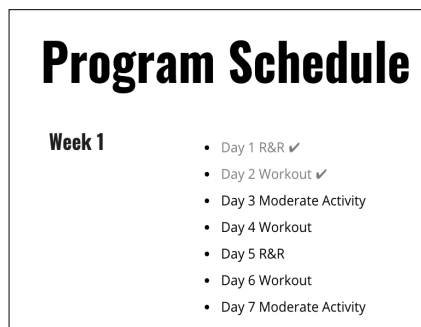 Program Schedule
Week 1
• Day 1 R&R ✔
• Day 2 Workout ✔
• Day 3 Moderate Activity
• Day 4 Workout
• Day 5 R&R
• Day 6 Workout
• Day 7 Moderate Activity